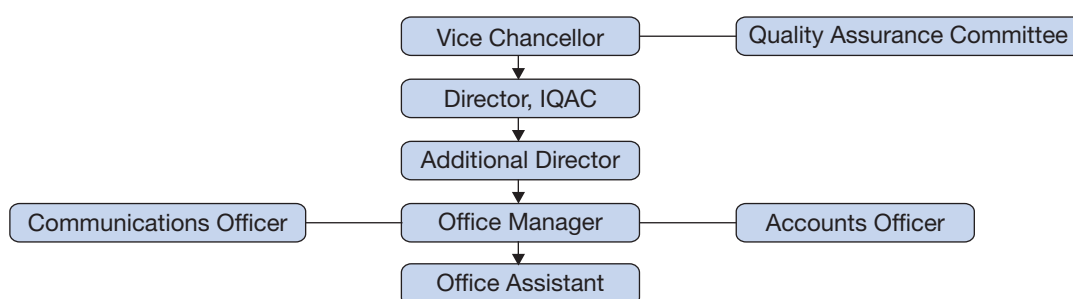 Vice Chancellor
Quality Assurance Committee
Director, IQAC
Additional Director
Communications Officer
Office Manager
Accounts Officer
Office Assistant